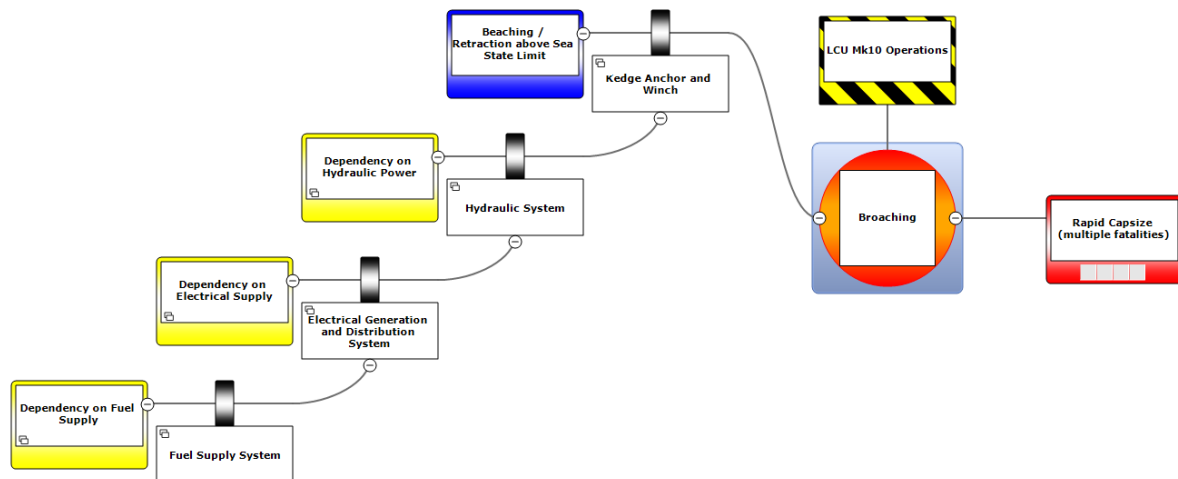 Beaching /
Retraction above Sea
State Limit
Kedge Anchor and
Winch
LCU Mk10 Operations
Dependency on
Hydraulic Power
Hydraulic System
Broaching
Rapid Capsize
(multiple fatalities)
Dependency on
Electrical Supply
Electrical Generation
and Distribution
System
Dependency on Fuel
Supply
Fuel Supply System